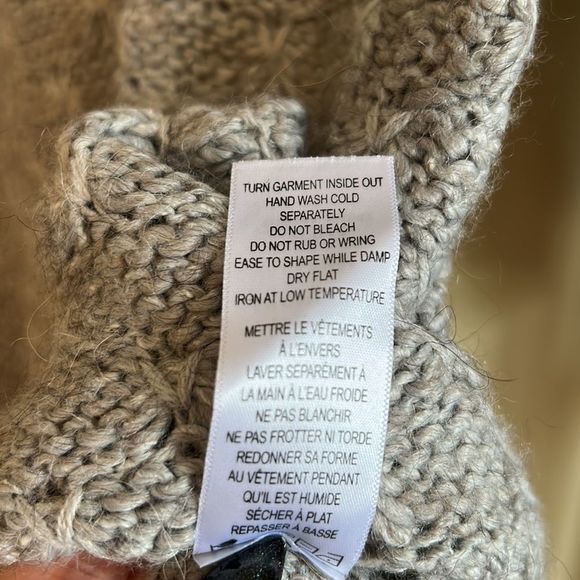 TURN GARMENT INSIDE OUT
HAND WASH COLD
SEPARATELY
DO NOT BLEACH
DO NOT RUB OR WRING
EASE TO SHAPE WHILE DAMP
DRY FLAT
IRON AT LOW TEMPERATURE
METTRE LE VÊTEMENTS
À L'ENVERS
LAVER SEPARÉMENT À
LA MAIN À L'EAU FROIDE
NE PAS BLANCHIR
NE PAS FROTTER NI TORDE
REDONNER SA FORME
AU VÊTEMENT PENDANT
QU'IL EST HUMIDE
SÉCHER À PLAT
REPASSER À BASSE